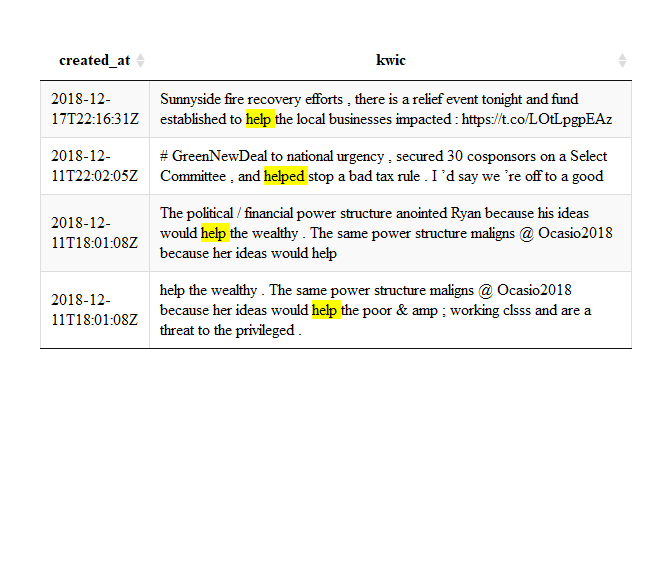 created_at kwic
2018-12-
17T22:16:31Z
Sunnyside fire recovery efforts , there is a relief event tonight and fund
established to help the local businesses impacted : https://t.co/LOtLpgpEAz
2018-12-
11T22:02:05Z
# GreenNewDeal to national urgency , secured 30 cosponsors on a Select
Committee , and helped stop a bad tax rule . I ’d say we ’re off to a good
2018-12-
11T18:01:08Z
The political / financial power structure anointed Ryan because his ideas
would help the wealthy . The same power structure maligns @ Ocasio2018
because her ideas would help
2018-12-
11T18:01:08Z
help the wealthy . The same power structure maligns @ Ocasio2018
because her ideas would help the poor & amp ; working clsss and are a
threat to the privileged .